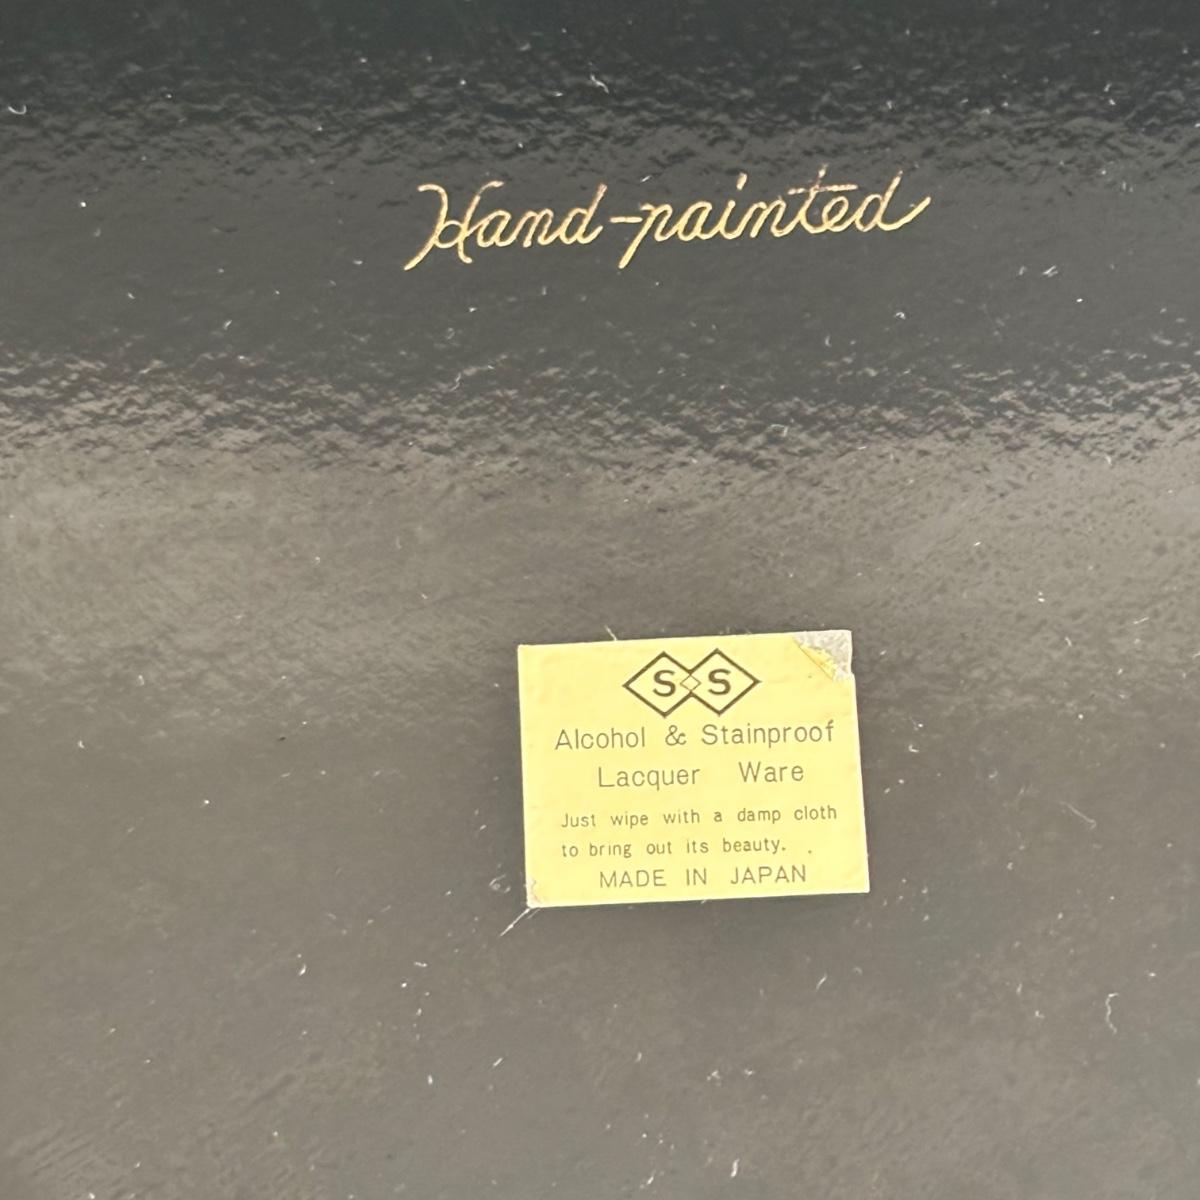 Hand-painted
S S
Alcohol & Stainproof
Lacquer Ware
Just wipe with a damp cloth
to bring out its beauty.
MADE IN JAPAN